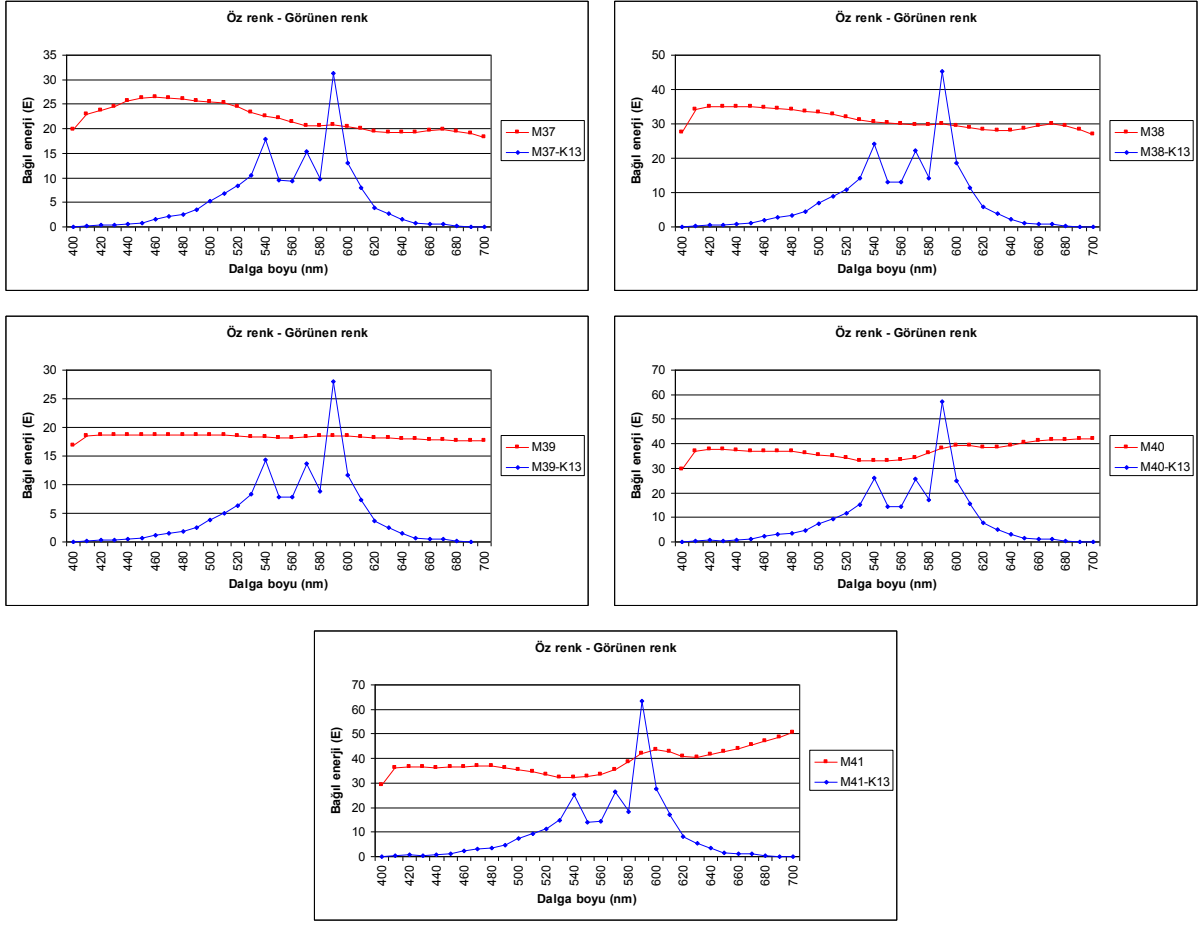 Öz renk - Görünen renk
35
30
25
20
15
10
5
0
Bağıl enerji (E)
400 420 440 460 480 500 520 540 560 580 600 620 640 660 680 700
Dalga boyu (nm)
M37
M37-K13
Öz renk - Görünen renk
50
40
30
20
10
0
Bağıl enerji (E)
400 420 440 460 480 500 520 540 560 580 600 620 640 660 680 700
Dalga boyu (nm)
M38
M38-K13
Öz renk - Görünen renk
30
25
20
15
10
5
0
Bağıl enerji (E)
400 420 440 460 480 500 520 540 560 580 600 620 640 660 680 700
Dalga boyu (nm)
M39
M39-K13
Öz renk - Görünen renk
70
60
50
40
30
20
10
0
Bağıl enerji (E)
400 420 440 460 480 500 520 540 560 580 600 620 640 660 680 700
Dalga boyu (nm)
M40
M40-K13
Öz renk - Görünen renk
70
60
50
40
30
20
10
0
Bağıl enerji (E)
400 420 440 460 480 500 520 540 560 580 600 620 640 660 680 700
Dalga boyu (nm)
M41
M41-K13